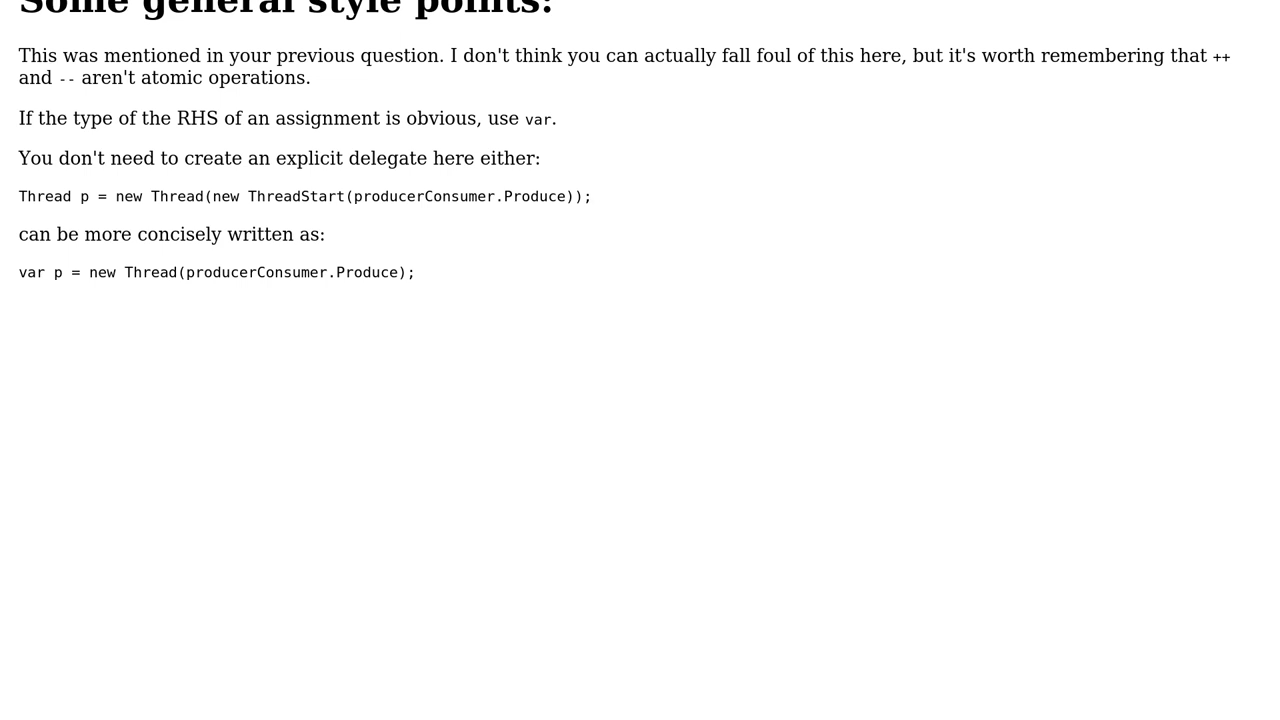 Some general style points:
This was mentioned in your previous question. I don't think you can actually fall foul of this here, but it's worth remembering that ++
and -- aren't atomic operations.
If the type of the RHS of an assignment is obvious, use var.
You don't need to create an explicit delegate here either:
Thread p = new Thread(new ThreadStart(producerConsumer.Produce));
can be more concisely written as:
var p = new Thread(producerConsumer.Produce);